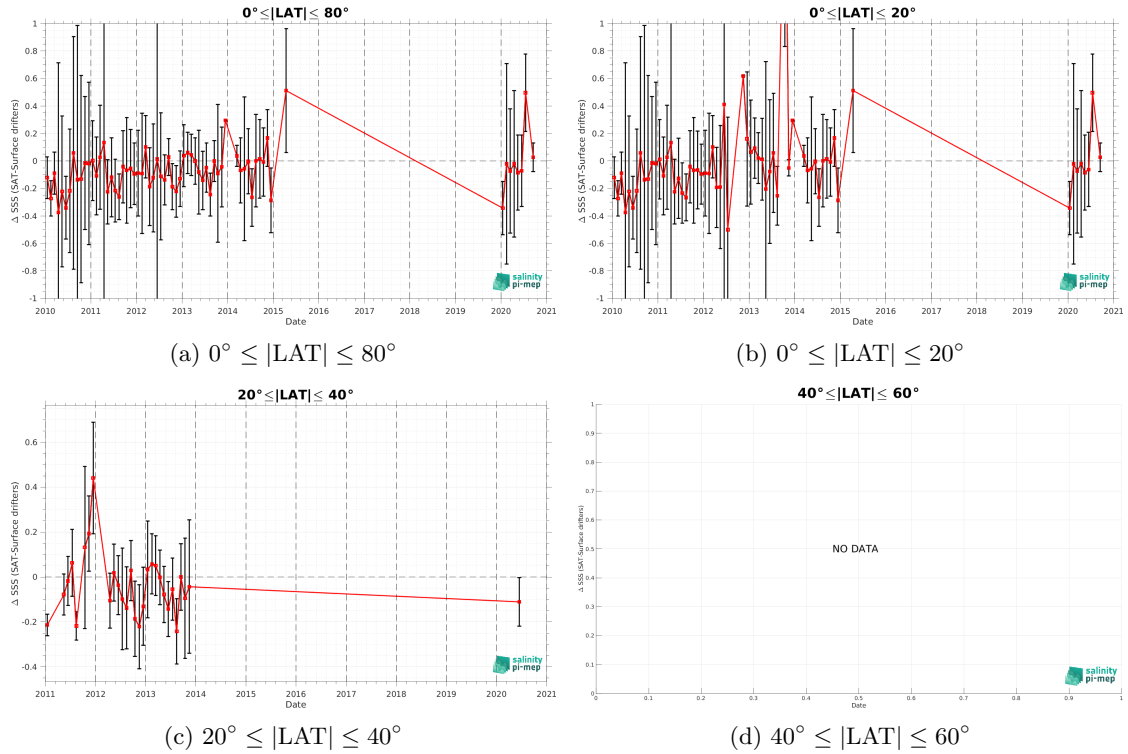 0°≤|LAT|≤ 80°
Δ SSS (SAT-Surface drifters)
1
0.8
0.6
0.4
0.2
0
-0.2
-0.4
-0.6
-0.8
-1
2010 2011 2012 2013 2014 2015 2016 2017 2018 2019 2020 2021
Date
salinity
pi-mep
(a) 0° ≤ |LAT| ≤ 80°
0°≤|LAT|≤ 20°
Δ SSS (SAT-Surface drifters)
1
0.8
0.6
0.4
0.2
0
-0.2
-0.4
-0.6
-0.8
-1
2010 2011 2012 2013 2014 2015 2016 2017 2018 2019 2020 2021
Date
salinity
pi-mep
(b) 0° ≤ |LAT| ≤ 20°
20°≤|LAT|≤ 40°
Δ SSS (SAT-Surface drifters)
0.6
0.4
0.2
0
-0.2
-0.4
2011 2012 2013 2014 2015 2016 2017 2018 2019 2020 2021
Date
salinity
pi-mep
(c) 20° ≤ |LAT| ≤ 40°
40°≤|LAT|≤ 60°
Δ SSS (SAT-Surface drifters)
1
0.9
0.8
0.7
0.6
0.5
0.4
0.3
0.2
0.1
0
NO DATA
0 0.1 0.2 0.3 0.4 0.5 0.6 0.7 0.8 0.9 1
Date
salinity
pi-mep
(d) 40° ≤ |LAT| ≤ 60°